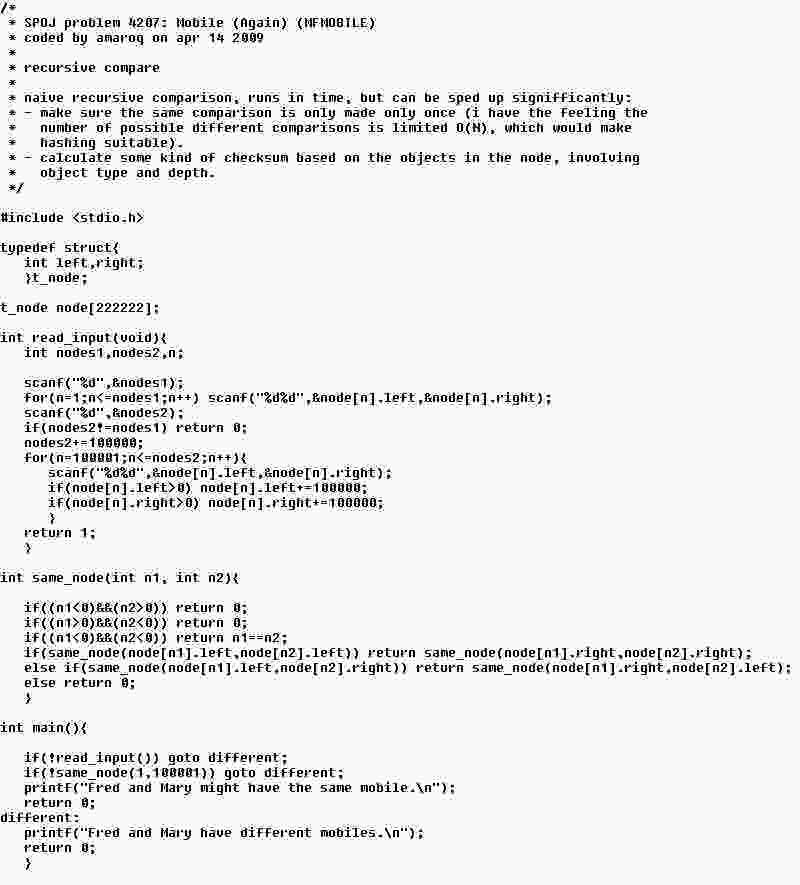 /*
 * SPOJ problem 4207: Mobile (Again) (NFMOBILE)
 * coded by amaroq on apr 14 2009
 *
 * recursive compare
 *
 * naive recursive comparison, runs in time, but can be sped up signifficantly:
 * - make sure the same comparison is only made only once (i have the feeling the
 *   number of possible different comparisons is limited O(N), which would make
 *   hashing suitable).
 * - calculate some kind of checksum based on the objects in the node, involving
 *   object type and depth.
 */

#include <stdio.h>

typedef struct{
   int left,right;
   }t_node;

t_node node[222222];

int read_input(void){
   int nodes1,nodes2,n;

   scanf("%d",&nodes1);
   for(n=1;n<=nodes1;n++) scanf("%d%d",&node[n].left,&node[n].right);
   scanf("%d",&nodes2);
   if(nodes2!=nodes1) return 0;
   nodes2+=100000;
   for(n=100001;n<=nodes2;n++){
      scanf("%d%d",&node[n].left,&node[n].right);
      if(node[n].left>0) node[n].left+=100000;
      if(node[n].right>0) node[n].right+=100000;
      }
   return 1;
   }

int same_node(int n1, int n2){

   if((n1<0)&&(n2>0)) return 0;
   if((n1>0)&&(n2<0)) return 0;
   if((n1<0)&&(n2<0)) return n1==n2;
   if(same_node(node[n1].left,node[n2].left)) return same_node(node[n1].right,node[n2].right);
   else if(same_node(node[n1].left,node[n2].right)) return same_node(node[n1].right,node[n2].left);
   else return 0;
   }

int main(){

   if(!read_input()) goto different;
   if(!same_node(1,100001)) goto different;
   printf("Fred and Mary might have the same mobile.\n");
   return 0;
different:
   printf("Fred and Mary have different mobiles.\n");
   return 0;
   }